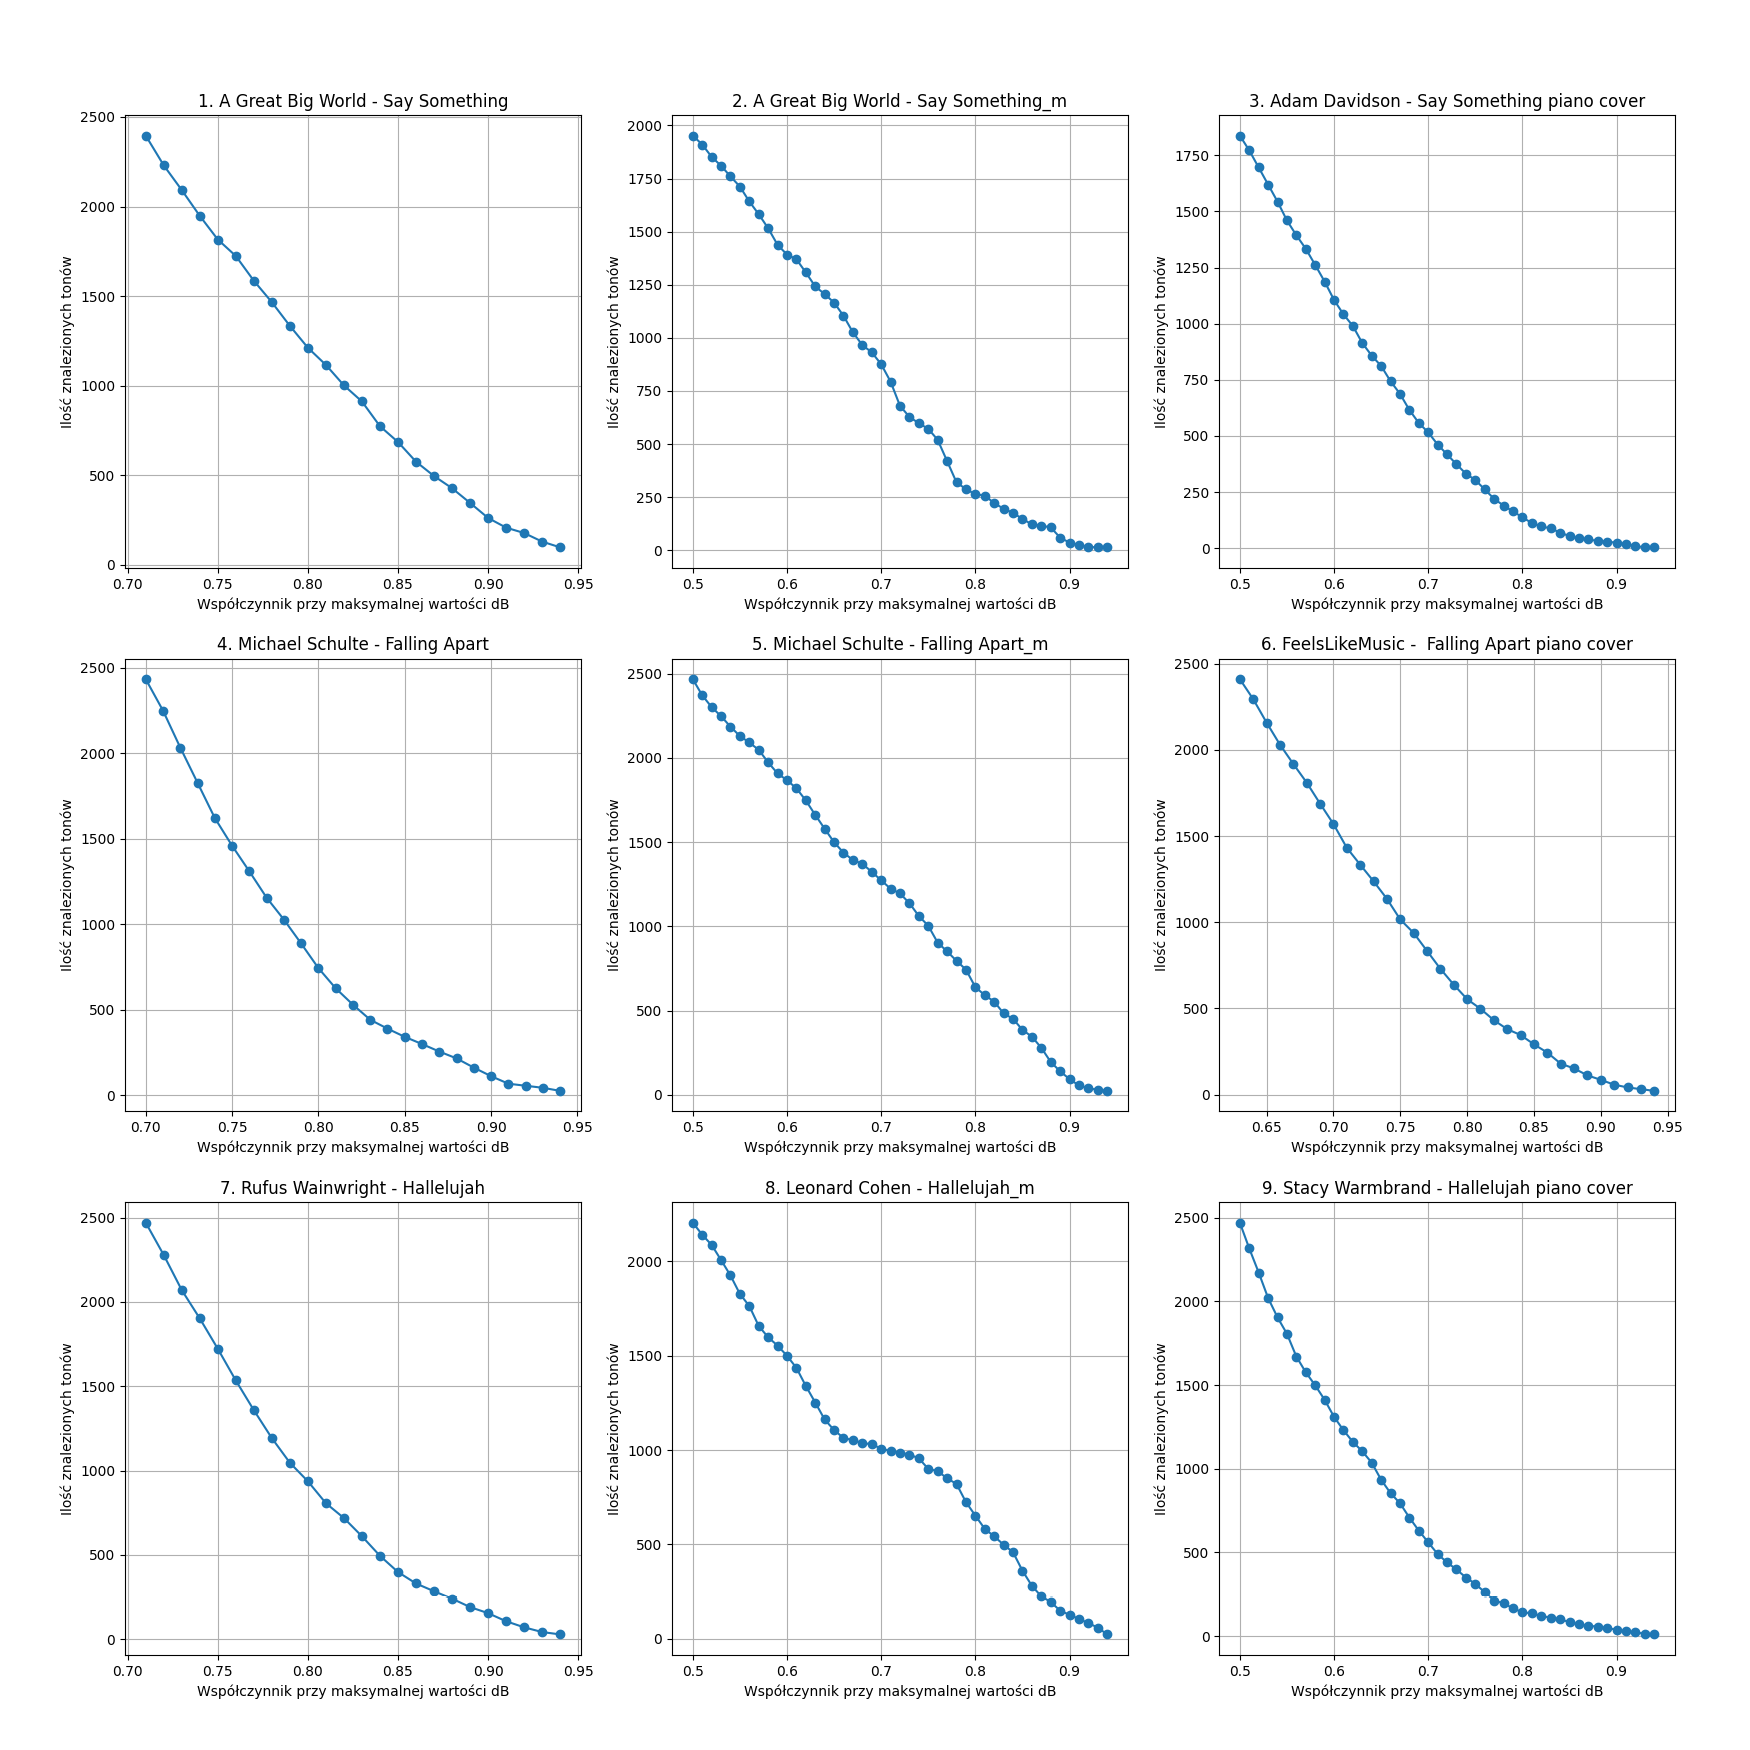 1. A Great Big World - Say Something
2500
2000
1500
1000
500
0
Ilość znalezionych tonów
0.70 0.75 0.80 0.85 0.90 0.95
Współczynnik przy maksymalnej wartości dB
2. A Great Big World - Say Something_m
2000
1750
1500
1250
1000
750
500
250
0
Ilość znalezionych tonów
0.5 0.6 0.7 0.8 0.9
Współczynnik przy maksymalnej wartości dB
3. Adam Davidson - Say Something piano cover
1750
1500
1250
1000
750
500
250
0
Ilość znalezionych tonów
0.5 0.6 0.7 0.8 0.9
Współczynnik przy maksymalnej wartości dB
4. Michael Schulte - Falling Apart
2500
2000
1500
1000
500
0
Ilość znalezionych tonów
0.70 0.75 0.80 0.85 0.90 0.95
Współczynnik przy maksymalnej wartości dB
5. Michael Schulte - Falling Apart_m
2500
2000
1500
1000
500
0
Ilość znalezionych tonów
0.5 0.6 0.7 0.8 0.9
Współczynnik przy maksymalnej wartości dB
6. FeelsLikeMusic -  Falling Apart piano cover
2500
2000
1500
1000
500
0
Ilość znalezionych tonów
0.65 0.70 0.75 0.80 0.85 0.90 0.95
Współczynnik przy maksymalnej wartości dB
7. Rufus Wainwright - Hallelujah
2500
2000
1500
1000
500
0
Ilość znalezionych tonów
0.70 0.75 0.80 0.85 0.90 0.95
Współczynnik przy maksymalnej wartości dB
8. Leonard Cohen - Hallelujah_m
2000
1500
1000
500
0
Ilość znalezionych tonów
0.5 0.6 0.7 0.8 0.9
Współczynnik przy maksymalnej wartości dB
9. Stacy Warmbrand - Hallelujah piano cover
2500
2000
1500
1000
500
0
Ilość znalezionych tonów
0.5 0.6 0.7 0.8 0.9
Współczynnik przy maksymalnej wartości dB